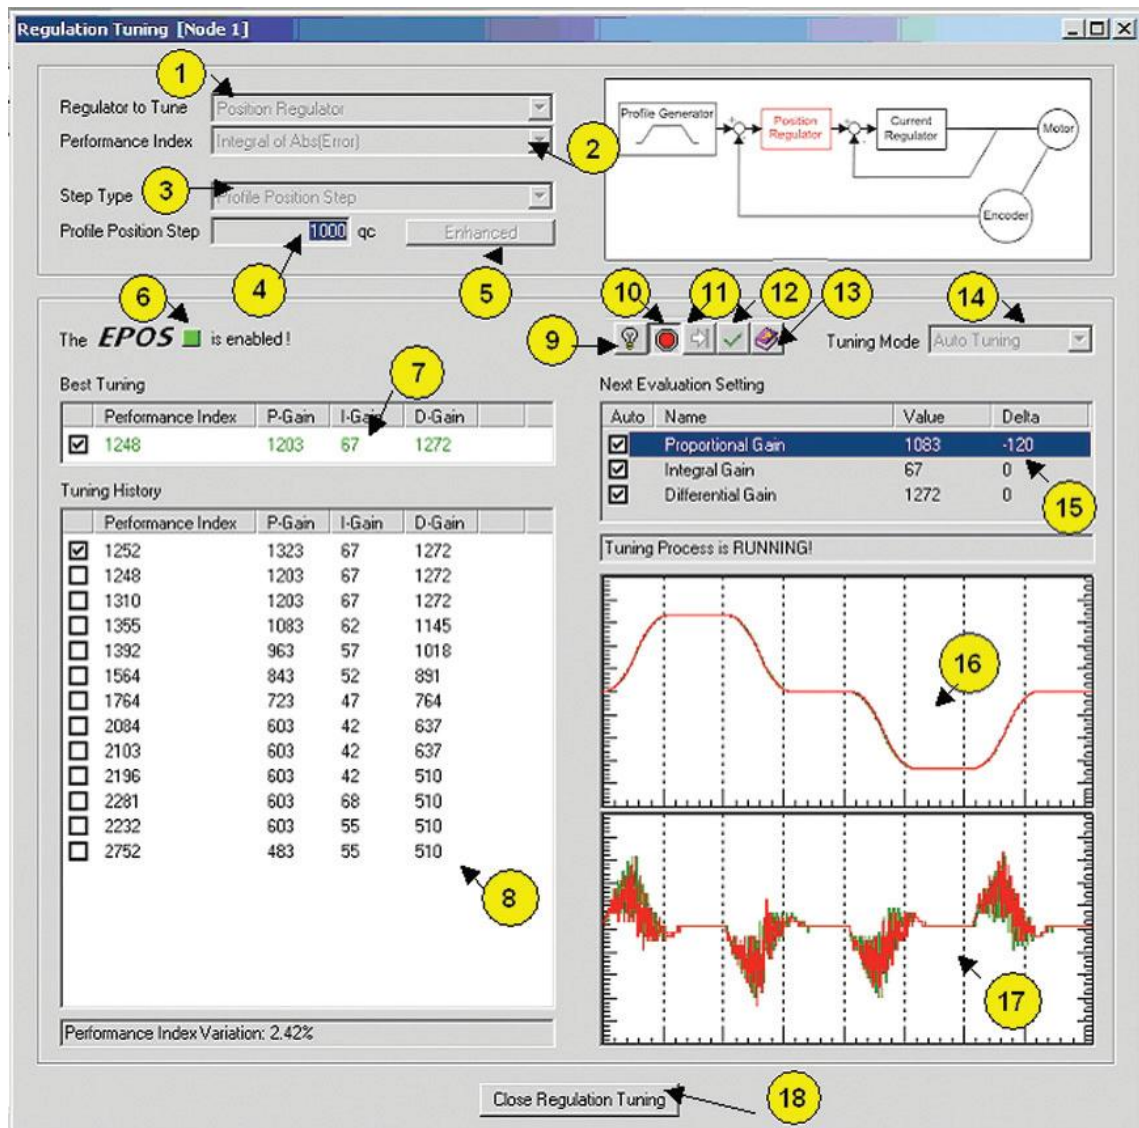 Regulation Tuning [Node 1]
1
Regulator to Tune Position Regulator
Performance Index Integral of Abs(Error)
2
3
Step Type Profile Position Step
Profile Position Step 1000 qc Enhanced
4
5
Profile Generator
Position Regulator
Current Regulator
Motor
Encoder
+
-
+
-
6
The EPOS is enabled !
9
10
11
12
13
14
Tuning Mode Auto Tuning
Best Tuning
7
Performance Index P-Gain I-Gain D-Gain
1248 1203 67 1272
Tuning History
Performance Index P-Gain I-Gain D-Gain
1252 1323 67 1272
1248 1203 67 1272
1310 1203 67 1272
1355 1083 62 1145
1392 963 57 1018
1564 843 52 891
1764 723 47 764
2084 603 42 637
2103 603 42 637
2196 603 42 510
2281 603 68 510
2232 603 55 510
2752 483 55 510
8
Performance Index Variation: 2.42%
Next Evaluation Setting
Auto Name Value Delta
Proportional Gain 1083 -120
Integral Gain 67 0
Differential Gain 1272 0
15
Tuning Process is RUNNING!
16
17
Close Regulation Tuning
18